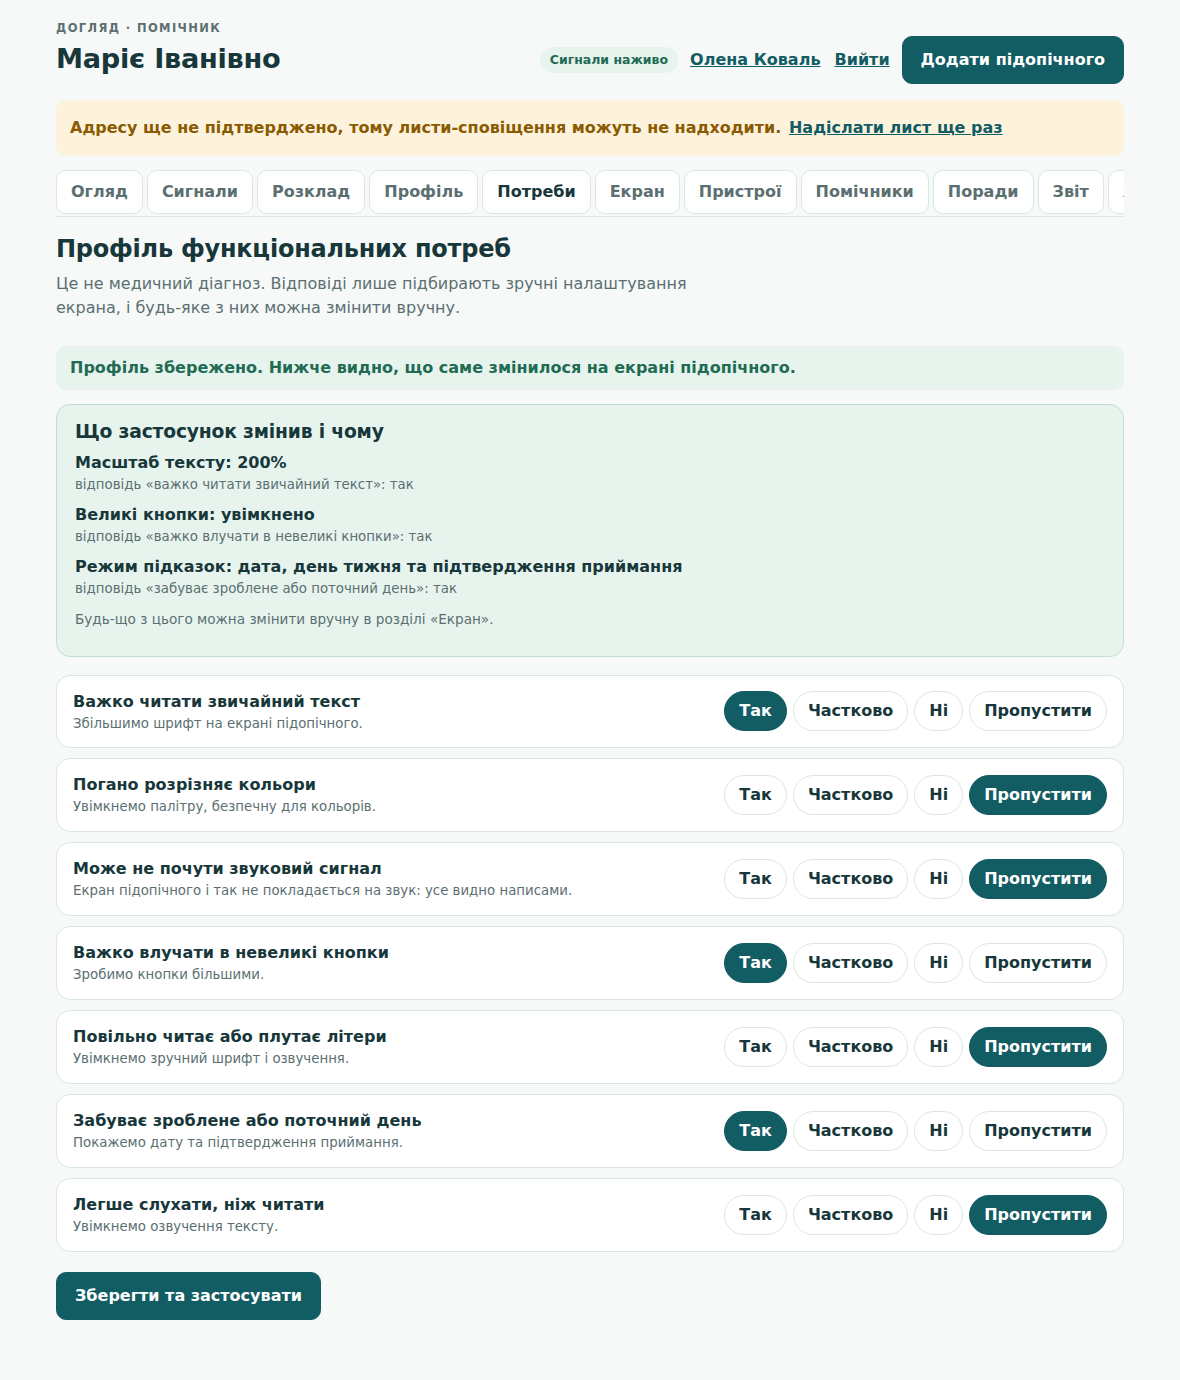 ДОГЛЯД · ПОМІЧНИК
Маріє Іванівно
Сигнали наживо
Олена Коваль
Вийти
Додати підопічного
Адресу ще не підтверджено, тому листи-сповіщення можуть не надходити. Надіслати лист ще раз
Огляд
Сигнали
Розклад
Профіль
Потреби
Екран
Пристрої
Помічники
Поради
Звіт
Профіль функціональних потреб
Це не медичний діагноз. Відповіді лише підбирають зручні налаштування
екрана, і будь-яке з них можна змінити вручну.
Профіль збережено. Нижче видно, що саме змінилося на екрані підопічного.
Що застосунок змінив і чому
Масштаб тексту: 200%
відповідь «важко читати звичайний текст»: так
Великі кнопки: увімкнено
відповідь «важко влучати в невеликі кнопки»: так
Режим підказок: дата, день тижня та підтвердження приймання
відповідь «забуває зроблене або поточний день»: так
Будь-що з цього можна змінити вручну в розділі «Екран».
Важко читати звичайний текст
Збільшимо шрифт на екрані підопічного.
Так
Частково
Ні
Пропустити
Погано розрізняє кольори
Увімкнемо палітру, безпечну для кольорів.
Так
Частково
Ні
Пропустити
Може не почути звуковий сигнал
Екран підопічного і так не покладається на звук: усе видно написами.
Так
Частково
Ні
Пропустити
Важко влучати в невеликі кнопки
Зробимо кнопки більшими.
Так
Частково
Ні
Пропустити
Повільно читає або плутає літери
Увімкнемо зручний шрифт і озвучення.
Так
Частково
Ні
Пропустити
Забуває зроблене або поточний день
Покажемо дату та підтвердження приймання.
Так
Частково
Ні
Пропустити
Легше слухати, ніж читати
Увімкнемо озвучення тексту.
Так
Частково
Ні
Пропустити
Зберегти та застосувати